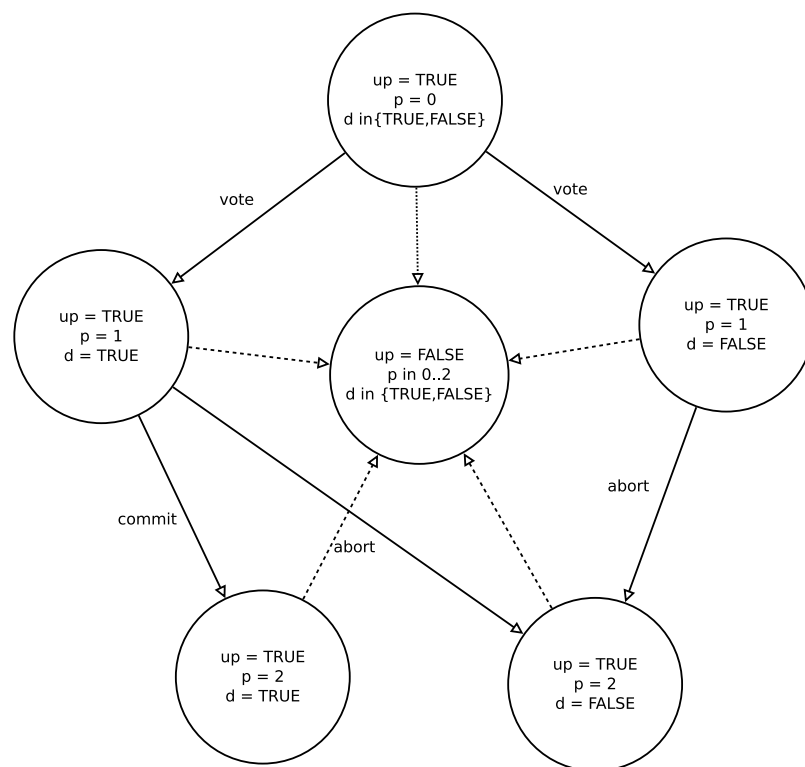 up = TRUE
p = 0
d in{TRUE,FALSE}
vote
vote
up = TRUE
p = 1
d = TRUE
up = FALSE
p in 0..2
d in {TRUE,FALSE}
up = TRUE
p = 1
d = FALSE
commit
abort
abort
up = TRUE
p = 2
d = TRUE
up = TRUE
p = 2
d = FALSE